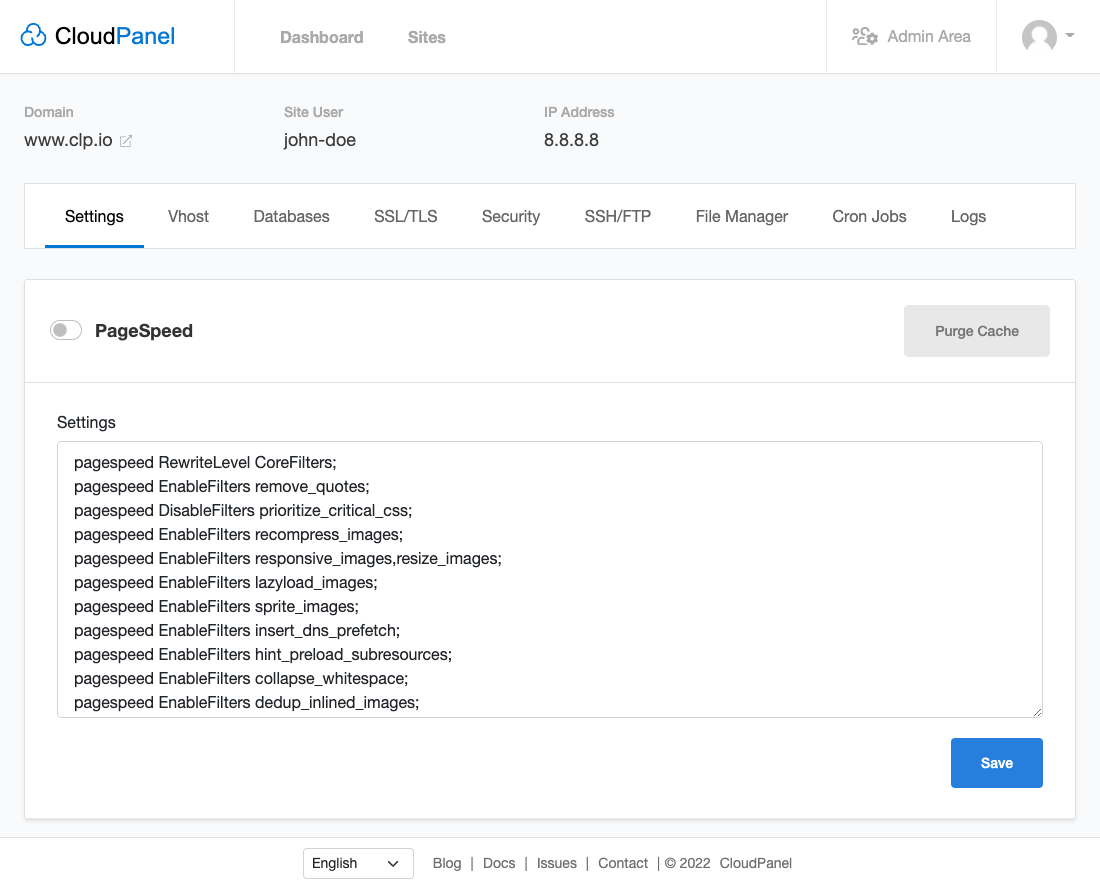 CloudPanel Dashboard Sites Admin Area
Domain Site User IP Address
www.clp.io john-doe 8.8.8.8
Settings Vhost Databases SSL/TLS Security SSH/FTP File Manager Cron Jobs Logs
PageSpeed Purge Cache
Settings
pagespeed RewriteLevel CoreFilters;
pagespeed EnableFilters remove_quotes;
pagespeed DisableFilters prioritize_critical_css;
pagespeed EnableFilters recompress_images;
pagespeed EnableFilters responsive_images,resize_images;
pagespeed EnableFilters lazyload_images;
pagespeed EnableFilters sprite_images;
pagespeed EnableFilters insert_dns_prefetch;
pagespeed EnableFilters hint_preload_subresources;
pagespeed EnableFilters collapse_whitespace;
pagespeed EnableFilters dedup_inlined_images;
Save
English Blog | Docs | Issues | Contact | © 2022 CloudPanel